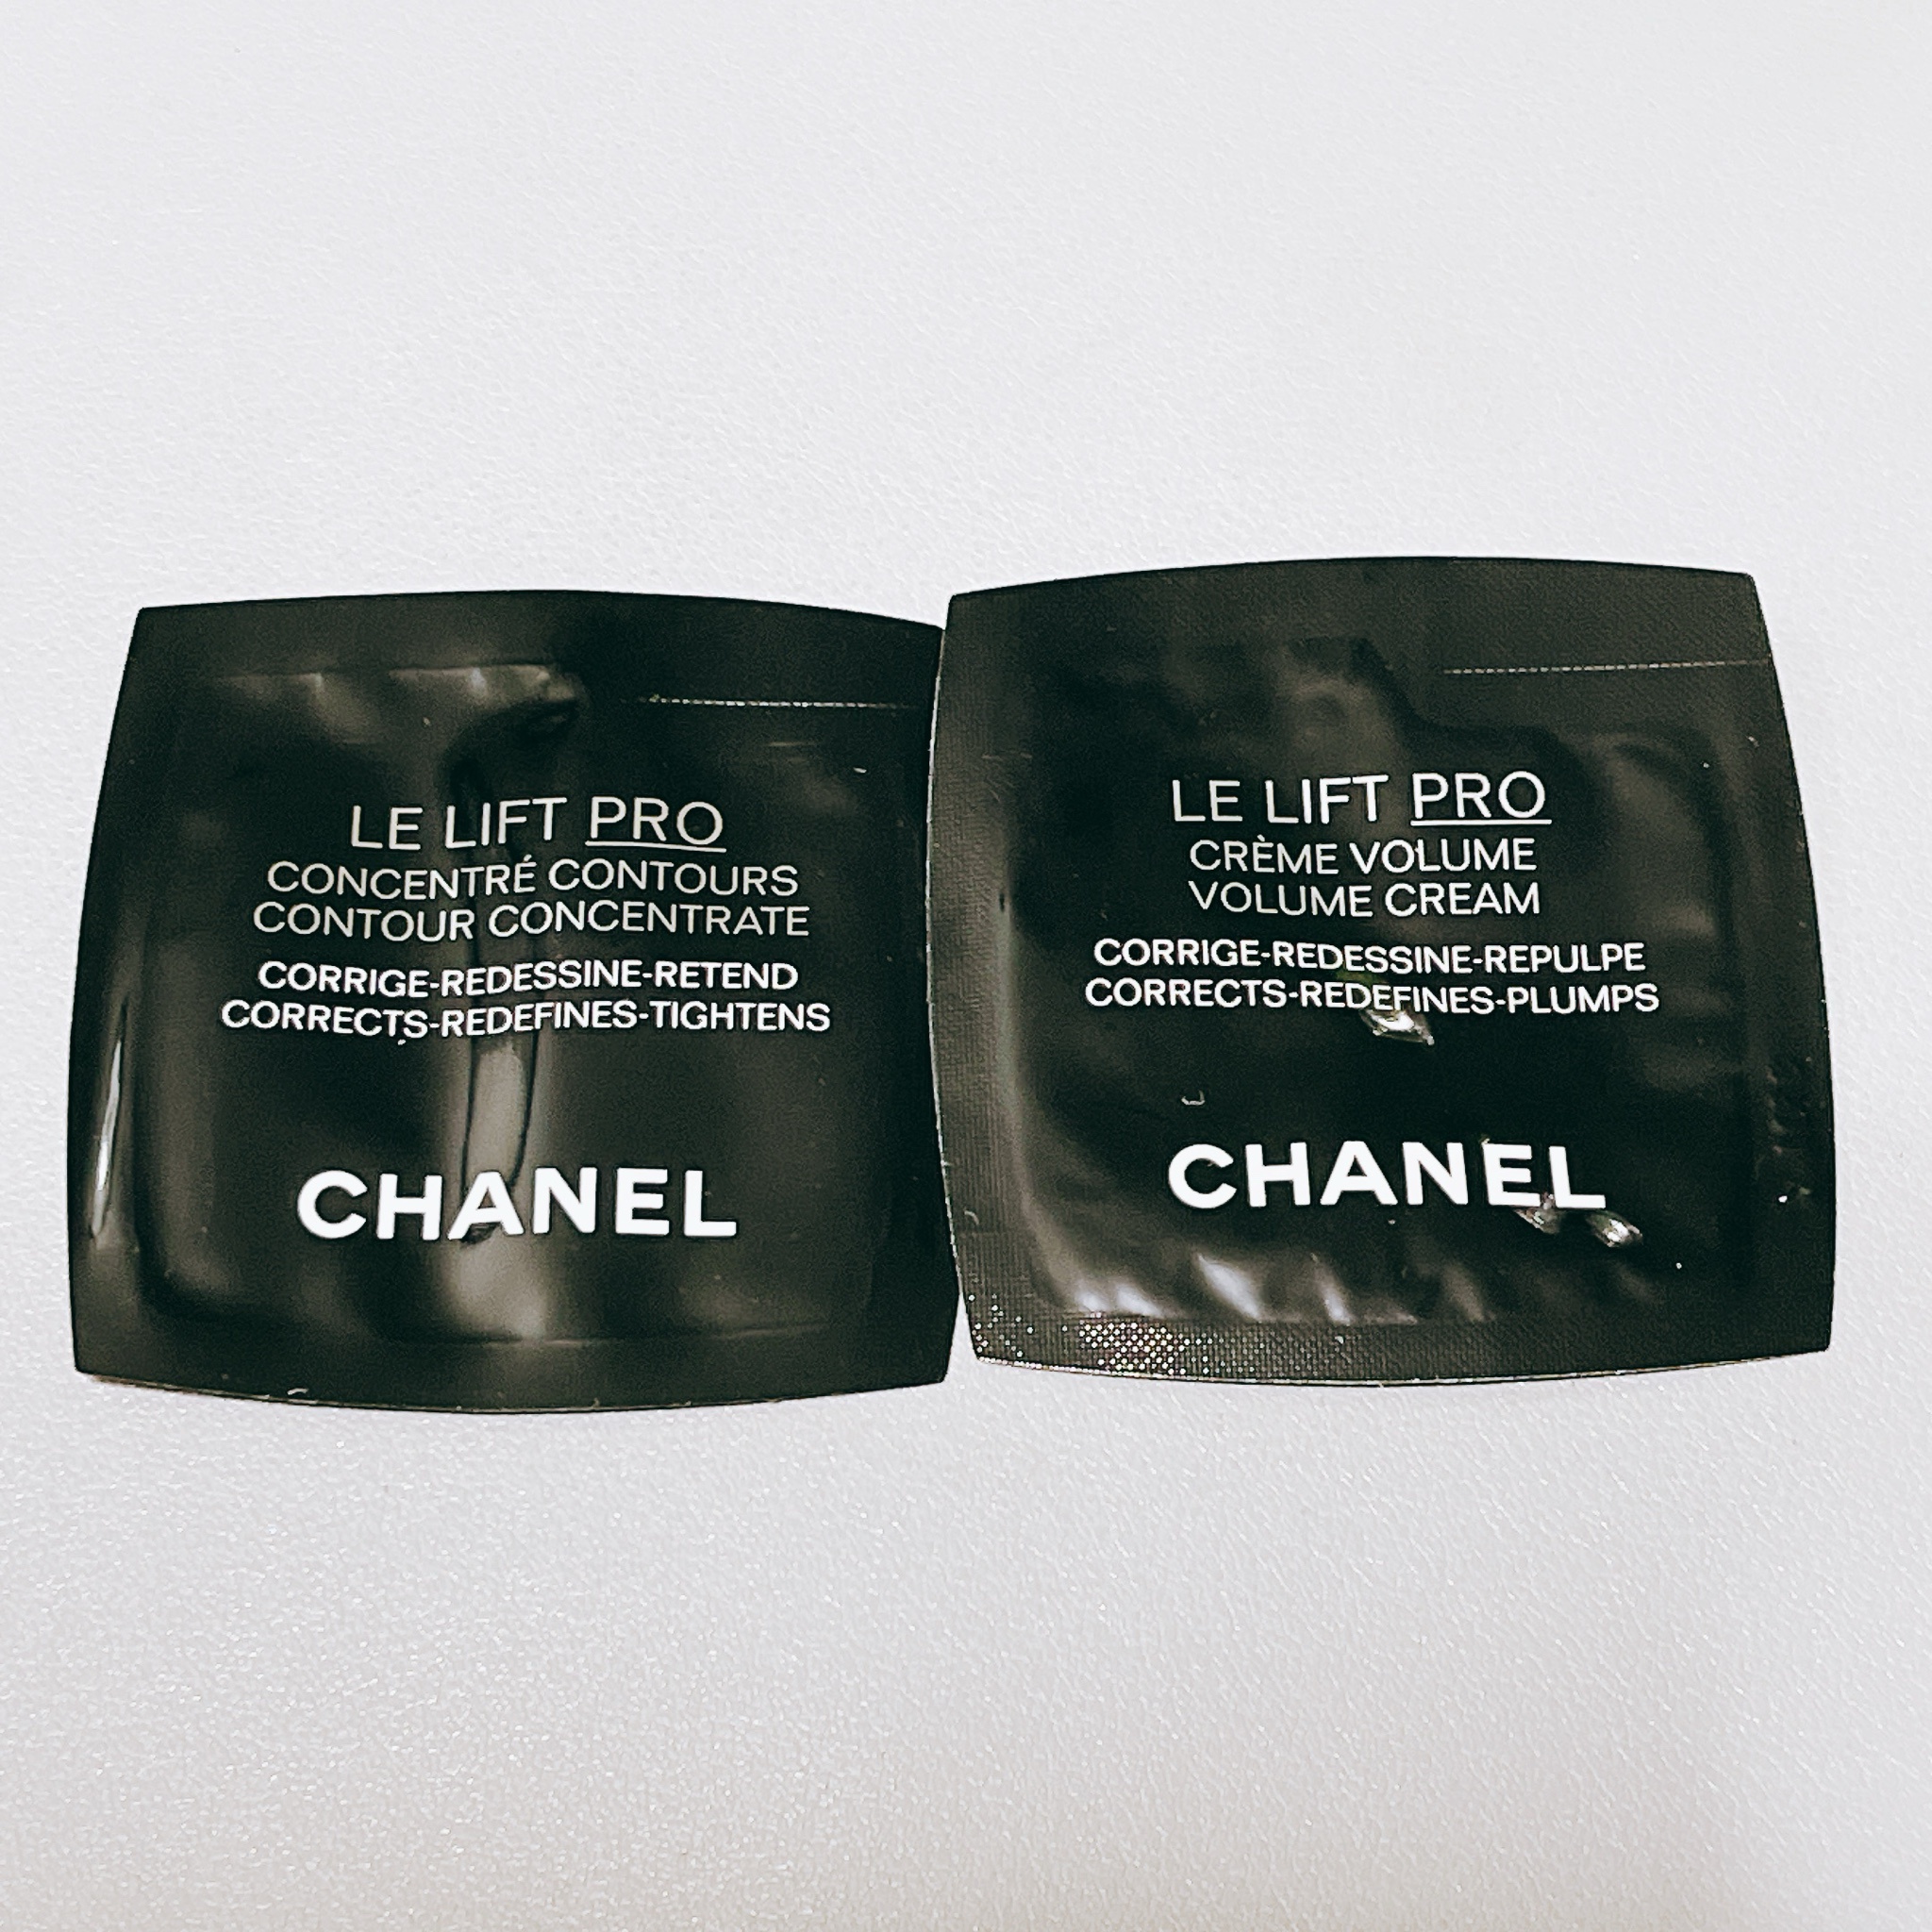 LE LIFT PRO
CONCENTRÉ CONTOURS
CONTOUR CONCENTRATE
CORRIGE-REDESSINE-RETEND
CORRECTS-REDEFINES-TIGHTENS
CHANEL
LE LIFT PRO
CRÈME VOLUME
VOLUME CREAM
CORRIGE-REDESSINE-REPULPE
CORRECTS-REDEFINES-PLUMPS
CHANEL